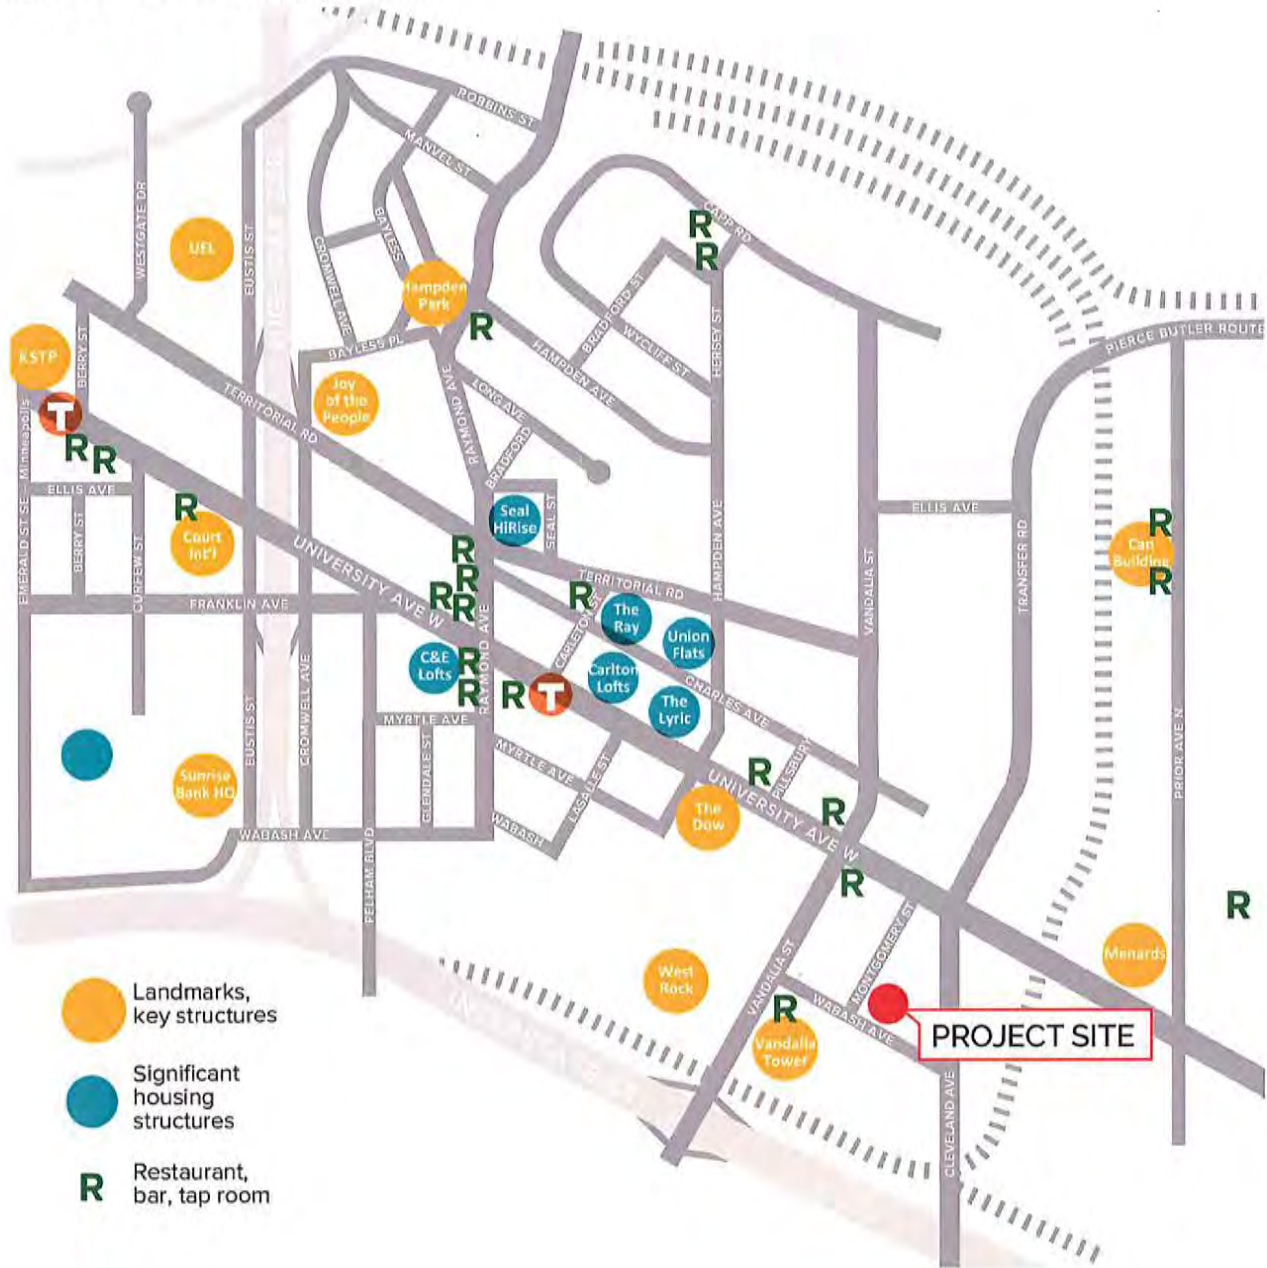 ROBBINS ST
MANVEL ST
CAPP RD
WESTGATE DR
UEL
EUSTIS ST
BAYLESS
CROMWELL AVE
Hampden
Park
R
R
R
BRADFORD ST
WYCLIFF ST
HERSEY ST
PIERCE BUTLER ROUTE
KSTP
BERRY ST
BAYLESS PL
HAMPDEN AVE
Joy
of the
People
TERRITORIAL RD
RAYMOND AVE
LONG AVE
BRADFORD
T
Minneapolis
R
R
ELLIS AVE
R
Court
Int'l
Seal
HiRise
SEAL ST
ELLIS AVE
R
Can
Building
R
EMERALD ST SE
BERRY ST
CURFEW ST
FRANKLIN AVE
UNIVERSITY AVE W
R
R
R
R
R
TERRITORIAL RD
HAMPDEN AVE
VANDALIA ST
TRANSFER RD
The
Ray
Union
Flats
CARLETON ST
Carlton
Lofts
The
Lyric
CHARLES AVE
C&E
Lofts
R
R
RAYMOND AVE
R
T
MYRTLE AVE
MYRTLE AVE
GLENDALE ST
LASALLE ST
EUSTIS ST
CROMWELL AVE
Sunrise
Bank HQ
WABASH AVE
WABASH
PELHAM BLVD
R
PILLSBURY
R
UNIVERSITY AVE W
The
Dow
R
PRIOR AVE N
R
MONTGOMERY ST
Menards
West
Rock
VANDALIA ST
R
WABASH AVE
Vandalia
Tower
PROJECT SITE
CLEVELAND AVE
Landmarks,
key structures
Significant
housing
structures
R
Restaurant,
bar, tap room